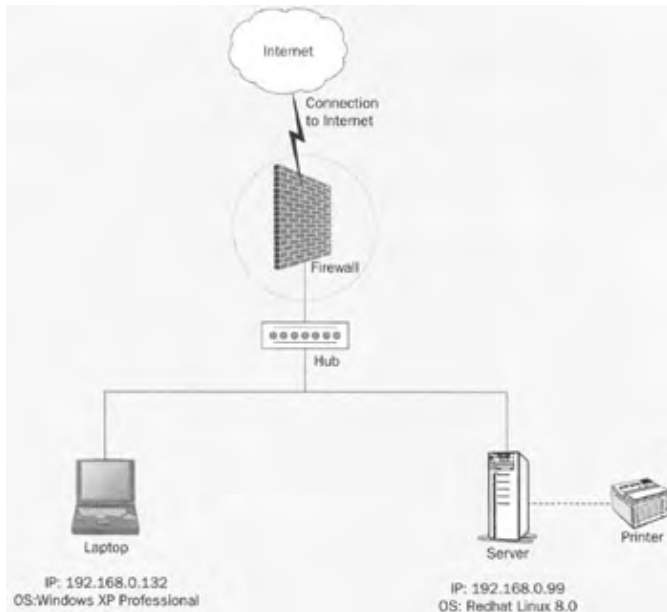 Internet
Connection
to Internet
Firewall
Hub
Laptop
Server
Printer
IP: 192.168.0.132
OS:Windows XP Professional
IP: 192.168.0.99
OS: Redhat Linux 8.0